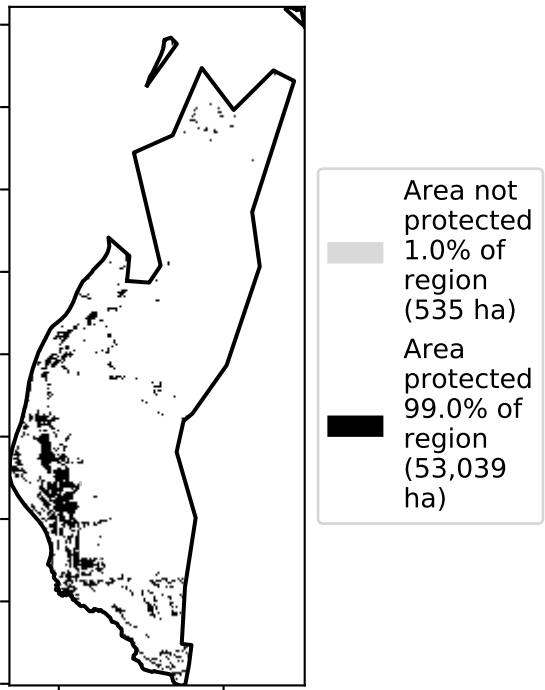 Area not
protected
1.0% of
region
(535 ha)
Area
protected
99.0% of
region
(53,039
ha)